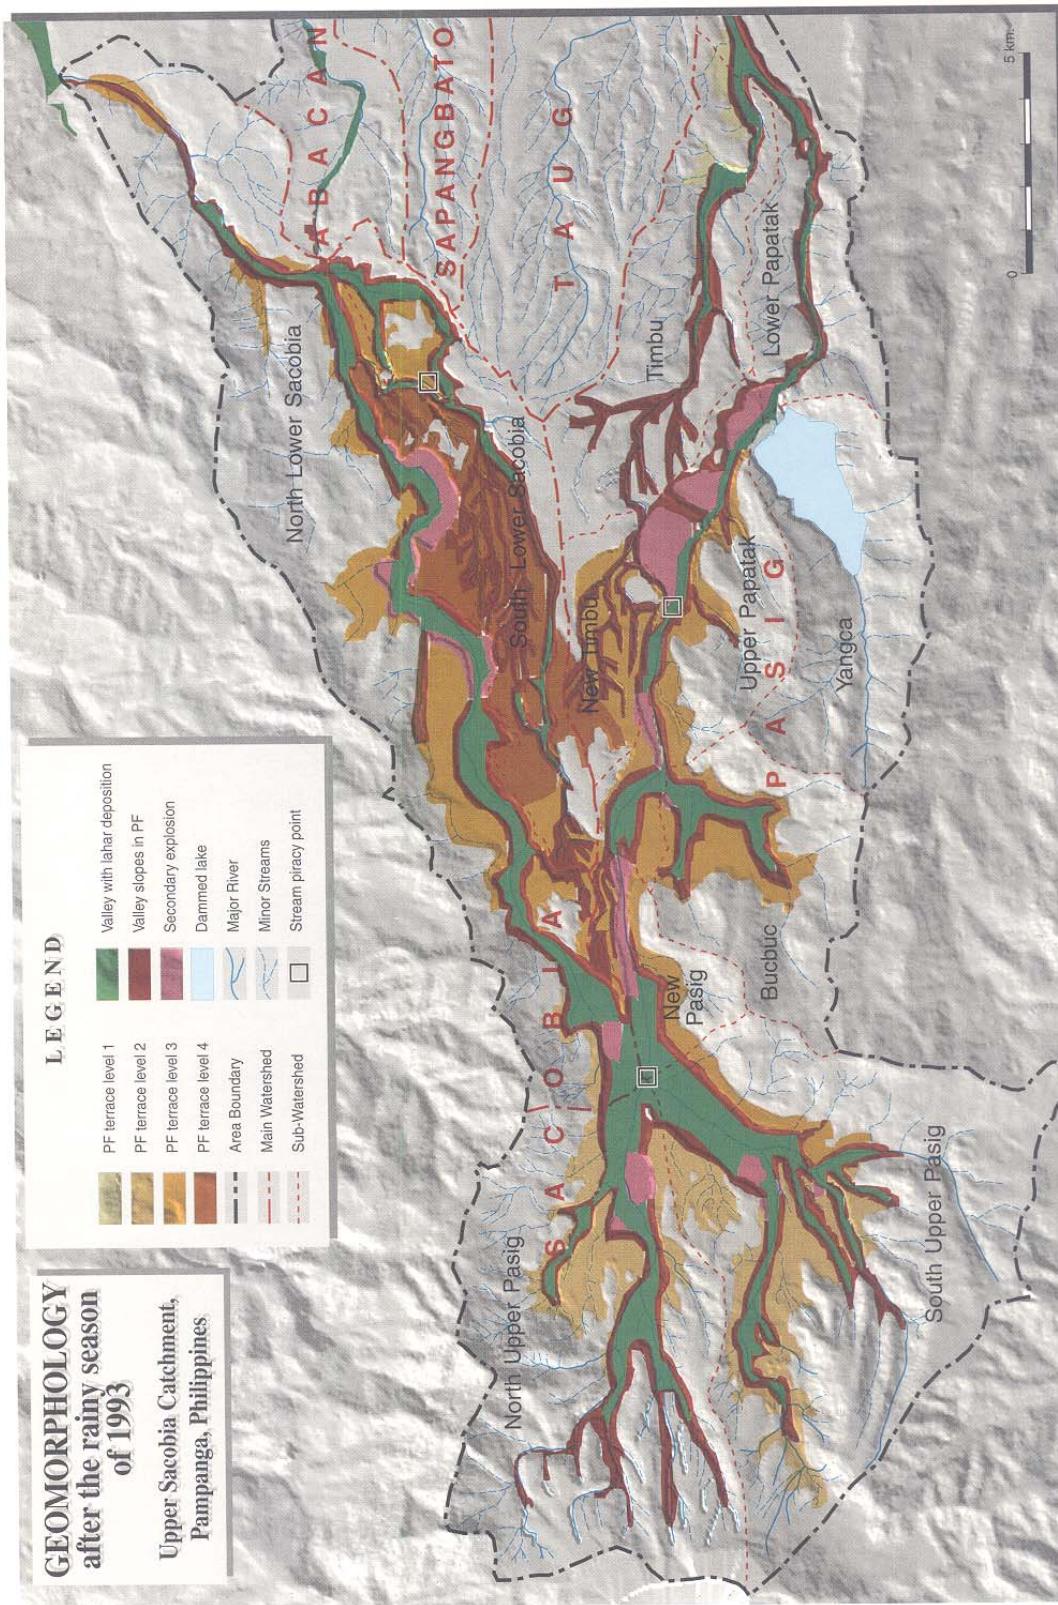 GEOMORPHOLOGY
after the rainy season
of 1993
Upper Sacobia Catchment,
Pampanga, Philippines
LEGEND
PF terrace level 1
PF terrace level 2
PF terrace level 3
PF terrace level 4
Area Boundary
Main Watershed
Sub-Watershed
Valley with lahar deposition
Valley slopes in PF
Secondary explosion
Dammed lake
Major River
Minor Streams
Stream piracy point
North Lower Sacobia
ABACAN
SAPANGBATO
South Lower Sacobia
TAUG
SACOBIA
North Upper Pasig
New Timbu
Timbu
New
Pasig
Upper Papatak
Lower Papatak
PASIG
Bucbuc
Yangca
South Upper Pasig
0 5 km.